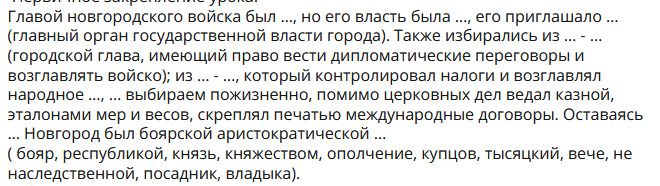 Первичное закрепление урока.
Главой новгородского войска был ..., но его власть была ..., его приглашало ...
(главный орган государственной власти города). Также избирались из ... - ...
(городской глава, имеющий право вести дипломатические переговоры и
возглавлять войско); из ... - ..., который контролировал налоги и возглавлял
народное ..., ... выбираем пожизненно, помимо церковных дел ведал казной,
эталонами мер и весов, скреплял печатью международные договоры. Оставаясь
... Новгород был боярской аристократической ...
( бояр, республикой, князь, княжеством, ополчение, купцов, тысяцкий, вече, не
наследственной, посадник, владыка).